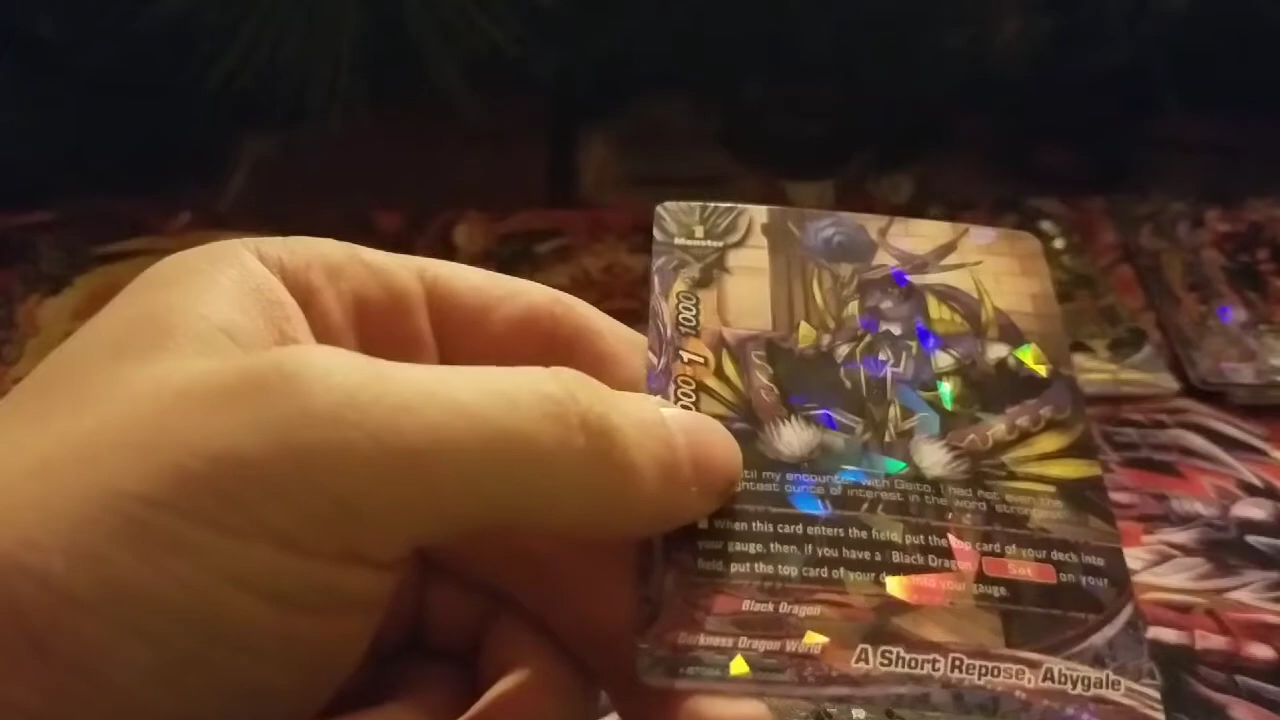 1
Monster
1000
1
000
til my encounter with Gaito, I had not even the
ghtest ounce of interest in the word
When this card enters the field, put the top card of your deck into
your gauge, then, if you have a Black Dragon Set on your
field, put the top card of your deck into your gauge.
Black Dragon
Darkness Dragon World
A Short Repose, Abygale